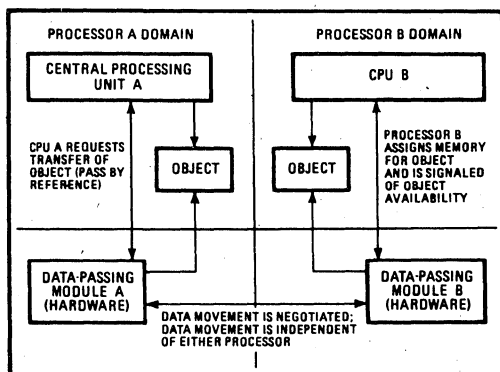 PROCESSOR A DOMAIN
PROCESSOR B DOMAIN
CENTRAL PROCESSING
UNIT A
CPU B
CPU A REQUESTS
TRANSFER OF
OBJECT (PASS BY
REFERENCE)
OBJECT
OBJECT
PROCESSOR B
ASSIGNS MEMORY
FOR OBJECT
AND IS SIGNALED
OF OBJECT
AVAILABILITY
DATA-PASSING
MODULE A
(HARDWARE)
DATA-PASSING
MODULE B
(HARDWARE)
DATA MOVEMENT IS NEGOTIATED;
DATA MOVEMENT IS INDEPENDENT
OF EITHER PROCESSOR